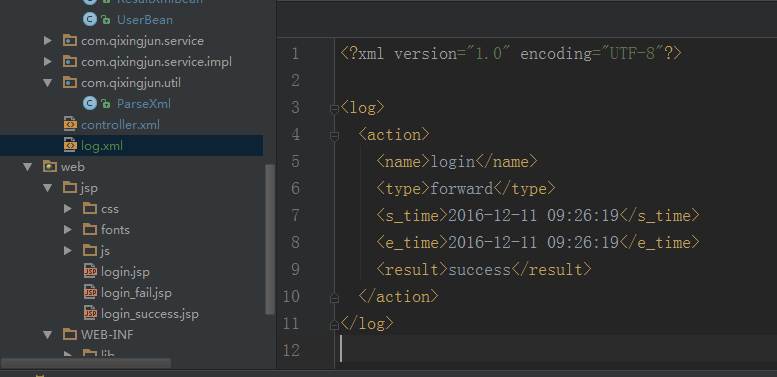 ResultXmlBean
UserBean
com.qixingjun.service
com.qixingjun.service.impl
com.qixingjun.util
ParseXml
controller.xml
log.xml
web
jsp
css
fonts
js
login.jsp
login_fail.jsp
login_success.jsp
WEB-INF
lib
1 <?xml version="1.0" encoding="UTF-8"?>
2
3 <log>
4 <action>
5 <name>login</name>
6 <type>forward</type>
7 <s_time>2016-12-11 09:26:19</s_time>
8 <e_time>2016-12-11 09:26:19</e_time>
9 <result>success</result>
10 </action>
11 </log>
12